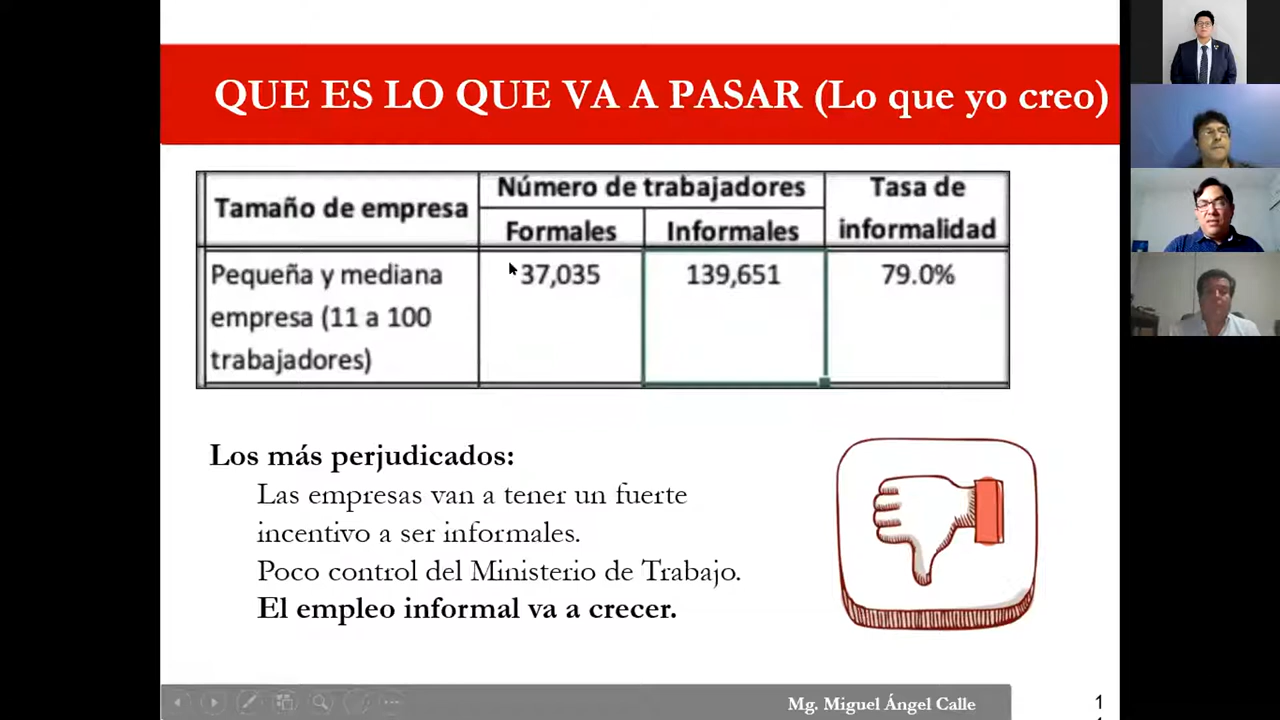 QUE ES LO QUE VA A PASAR (Lo que yo creo)
Tamaño de empresa
Número de trabajadores
Formales
Informales
Tasa de
informalidad
Pequeña y mediana
empresa (11 a 100
trabajadores)
37,035
139,651
79.0%
Los más perjudicados:
Las empresas van a tener un fuerte
incentivo a ser informales.
Poco control del Ministerio de Trabajo.
El empleo informal va a crecer.
Mg. Miguel Ángel Calle
1